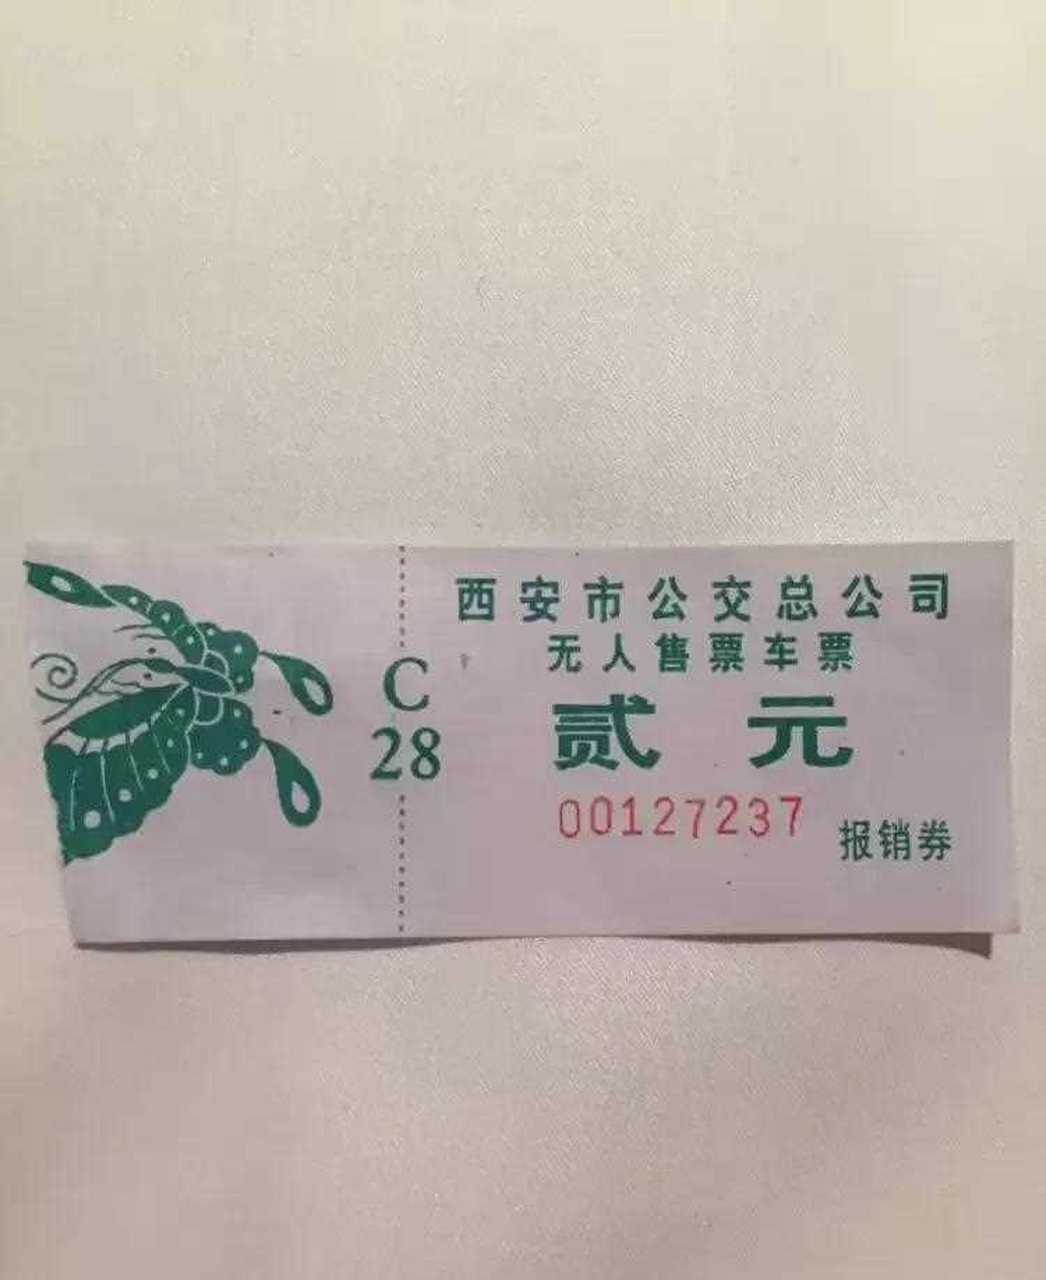 西安市公交总公司
无人售票车票
C
28
贰元
00127237
报销券